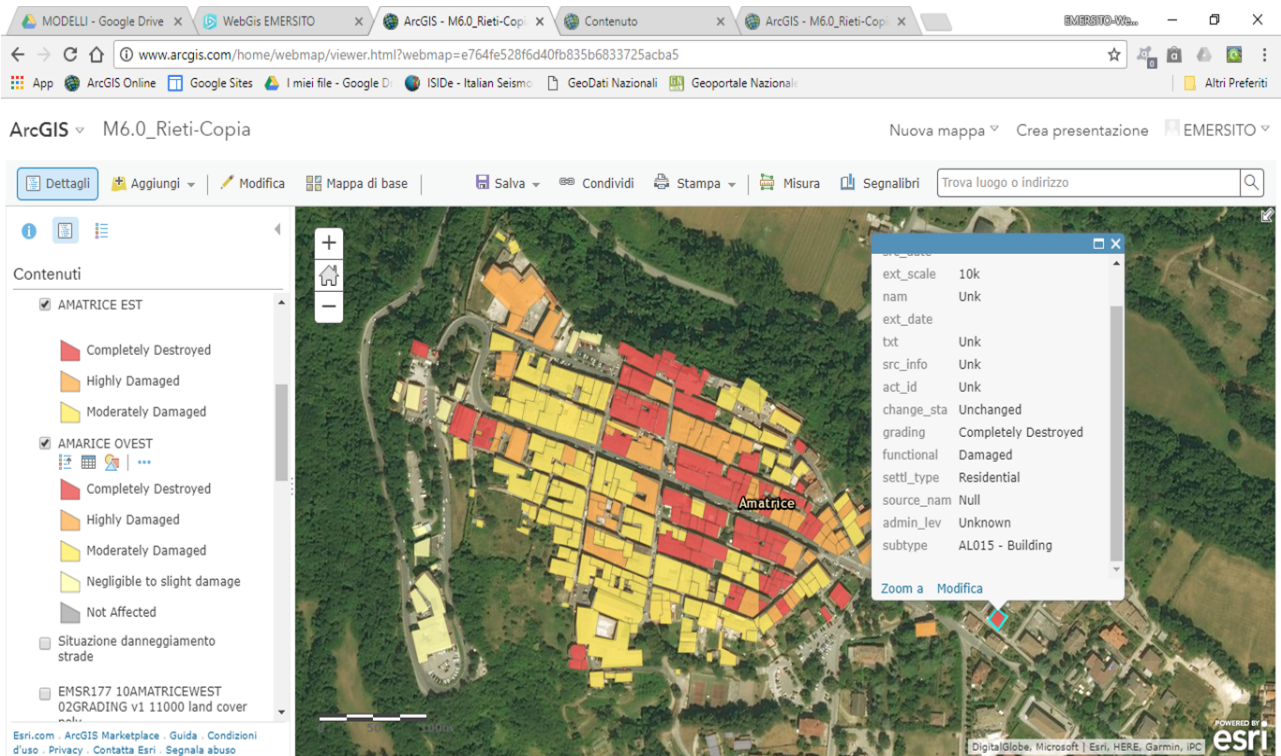 MODELLI - Google Drive
WebGis EMERSITO
ArcGIS - M6.0_Rieti-Copi
Contenuto
ArcGIS - M6.0_Rieti-Copi
EMERSITO-We...
www.arcgis.com/home/webmap/viewer.html?webmap=e764fe528f6d40fb835b6833725acba5
App
ArcGIS Online
Google Sites
I miei file - Google D
ISIDe - Italian Seismo
GeoDati Nazionali
Geoportale Nazionale
Altri Preferiti
ArcGIS
M6.0_Rieti-Copia
Nuova mappa
Crea presentazione
EMERSITO
Dettagli
Aggiungi
Modifica
Mappa di base
Salva
Condividi
Stampa
Misura
Segnalibri
Trova luogo o indirizzo
Contenuti
AMATRICE EST
Completely Destroyed
Highly Damaged
Moderately Damaged
AMARICE OVEST
Completely Destroyed
Highly Damaged
Moderately Damaged
Negligible to slight damage
Not Affected
Situazione danneggiamento
strade
EMSR177 10AMATRICEWEST
02GRADING v1 11000 land cover
Esri.com . ArcGIS Marketplace . Guida . Condizioni
d'uso . Privacy . Contatta Esri . Segnala abuso
Amatrice
src_date
ext_scale 10k
nam Unk
ext_date
txt Unk
src_info Unk
act_id Unk
change_sta Unchanged
grading Completely Destroyed
functional Damaged
settl_type Residential
source_nam Null
admin_lev Unknown
subtype AL015 - Building
Zoom a Modifica
DigitalGlobe, Microsoft | Esri, HERE, Garmin, iPC
POWERED BY
esri